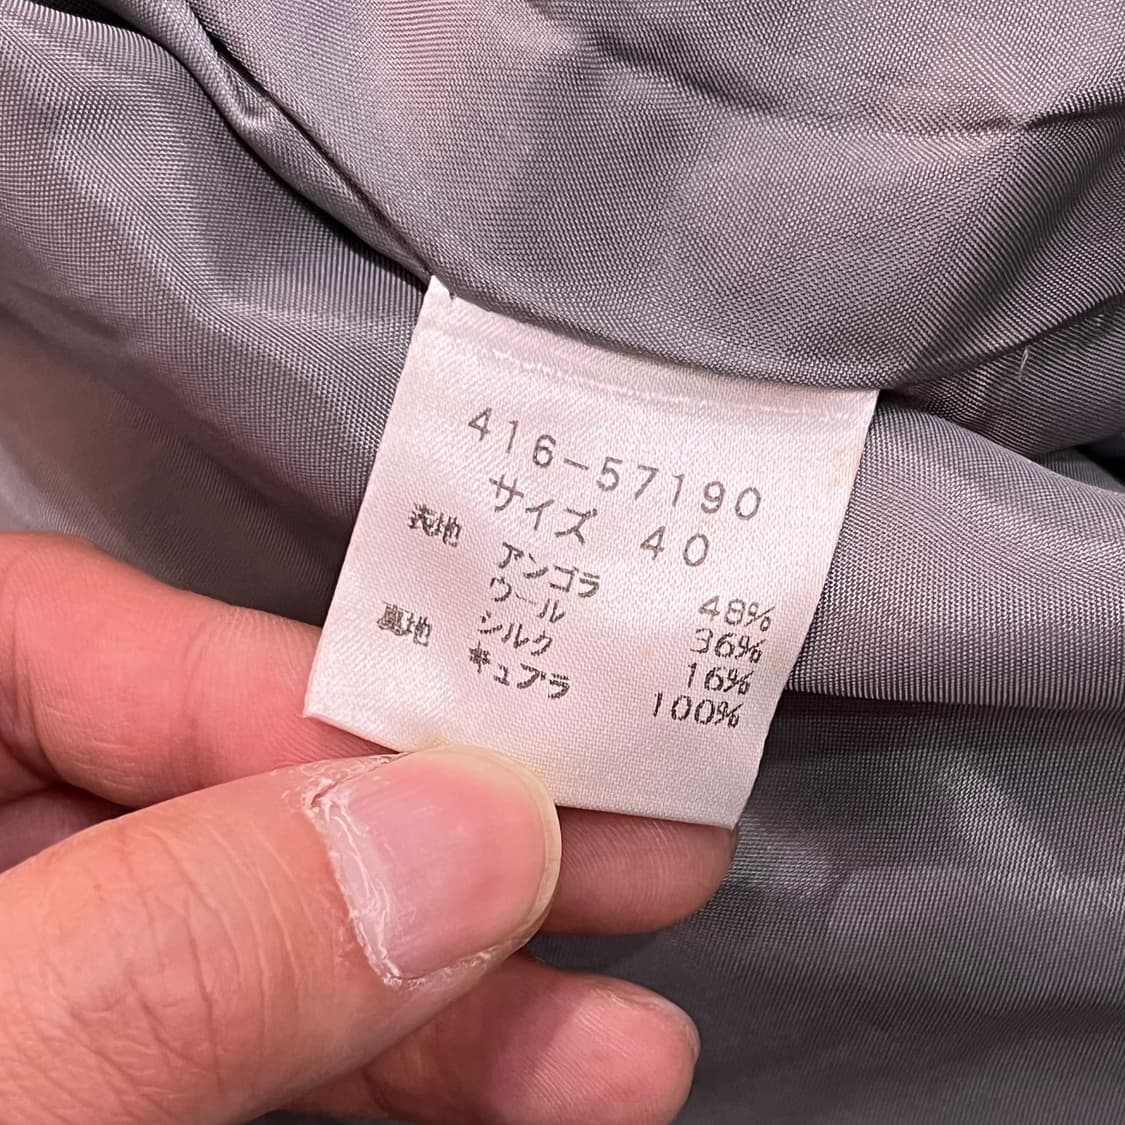 416-57190
サイズ 40
表地 アンゴラ 48%
ウール 36%
シルク 16%
裏地 キュプラ 100%